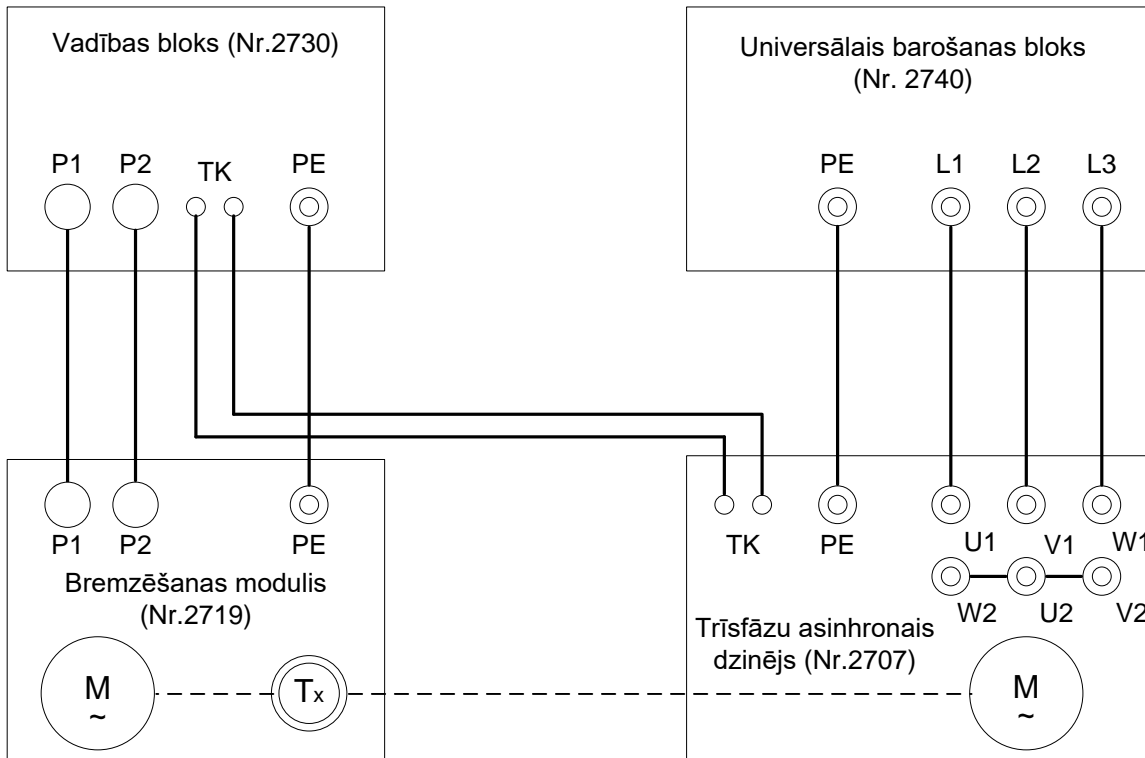 Vadības bloks (Nr.2730)
P1 P2 TK PE
Universālais barošanas bloks
(Nr. 2740)
PE L1 L2 L3
P1 P2 PE
Bremzēšanas modulis
(Nr.2719)
M
~
Tx
TK PE U1 V1 W1
W2 U2 V2
Trīsfāzu asinhronais
dzinējs (Nr.2707)
M
~